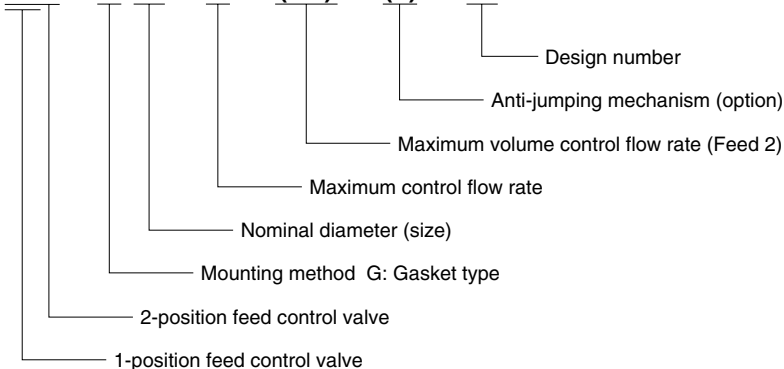 Design number
Anti-jumping mechanism (option)
Maximum volume control flow rate (Feed 2)
Maximum control flow rate
Nominal diameter (size)
Mounting method G: Gasket type
2-position feed control valve
1-position feed control valve